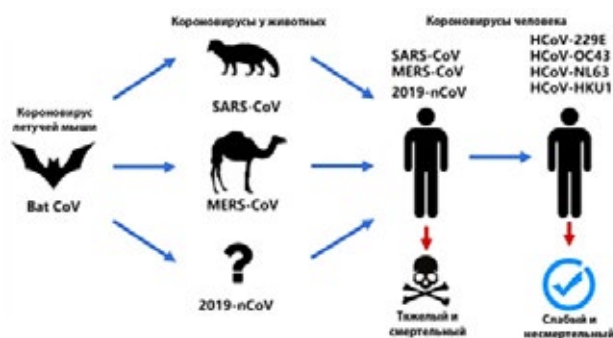 Короновирусы у животных
Короновирусы человека
Короновирус
летучей мыши
Bat CoV
SARS-CoV
MERS-CoV
2019-nCoV
SARS-CoV
MERS-CoV
2019-nCoV
HCoV-229E
HCoV-OC43
HCoV-NL63
HCoV-HKU1
?
Тяжелый и
смертельный
Слабый и
несмертельный